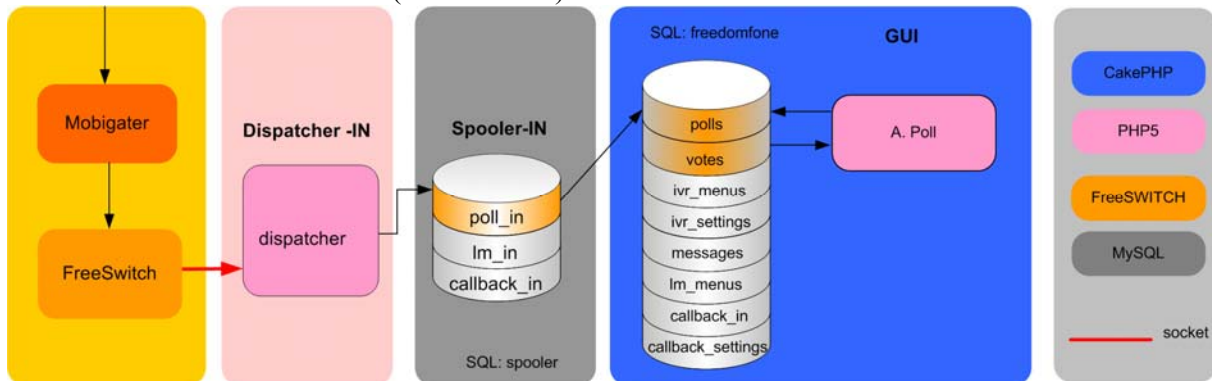 Mobigater
FreeSwitch
Dispatcher -IN
dispatcher
Spooler-IN
poll_in
lm_in
callback_in
SQL: spooler
SQL: freedomfone
GUI
polls
votes
ivr_menus
ivr_settings
messages
lm_menus
callback_in
callback_settings
A. Poll
CakePHP
PHP5
FreeSWITCH
MySQL
socket